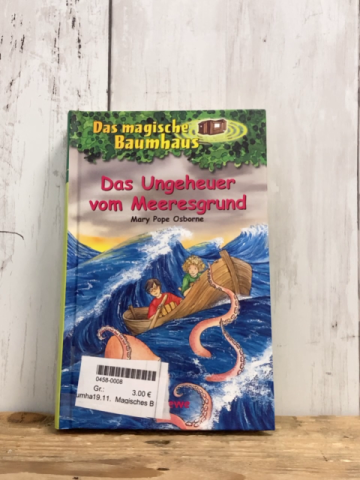 Das magische
Baumhaus
Das Ungeheuer
vom Meeresgrund
Mary Pope Osborne
0458-0008
Gr.: 3.00 €
umha19.11. Magisches B